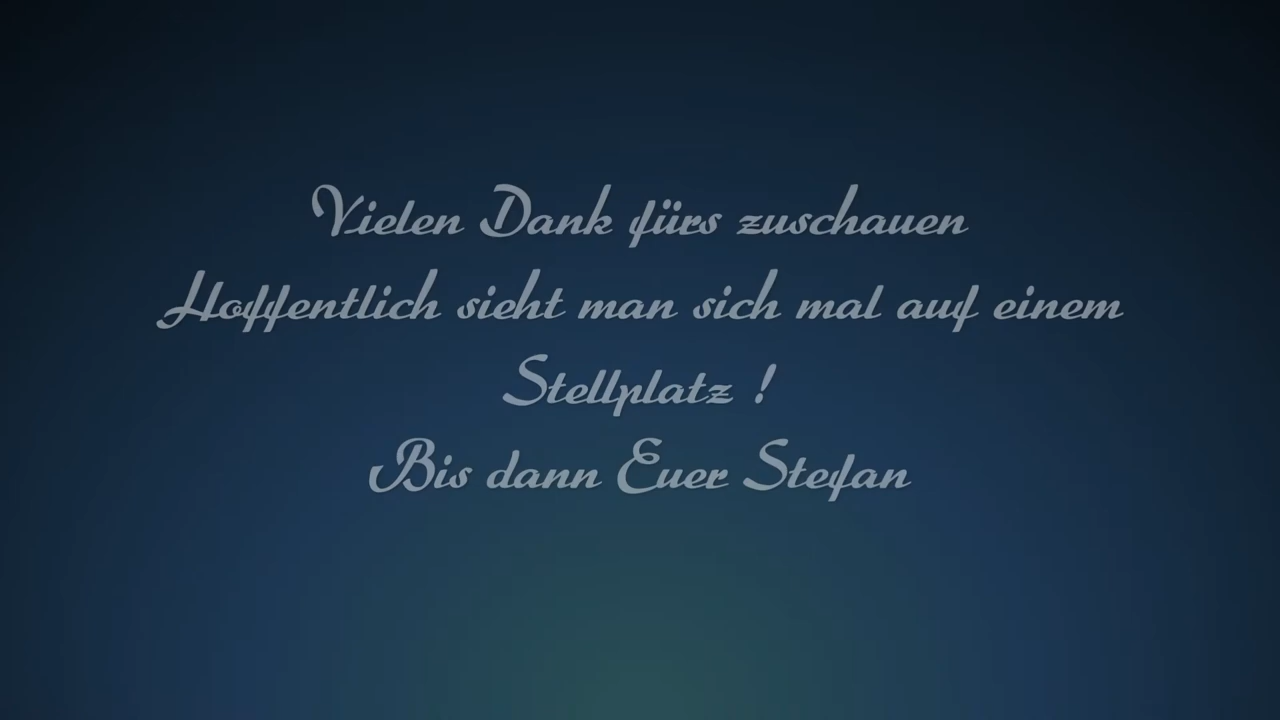 Vielen Dank fürs zuschauen
Hoffentlich sieht man sich mal auf einem
Stellplatz !
Bis dann Euer Stefan